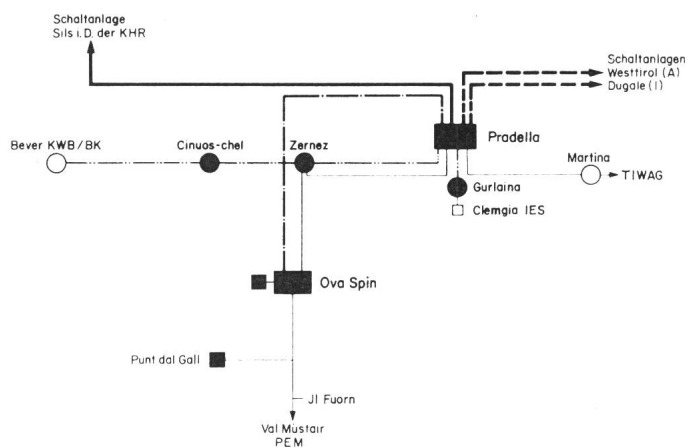 Schaltanlage
Sils i. D. der KHR
Schaltanlagen
Westtirol (A)
Dugale (I)
Pradella
Bever KWB/BK
Cinuos-chel
Zernez
Martina
TIWAG
Gurlaina
Clemgia IES
Ova Spin
Punt dal Gall
Jl Fuorn
Val Müstair
PEM